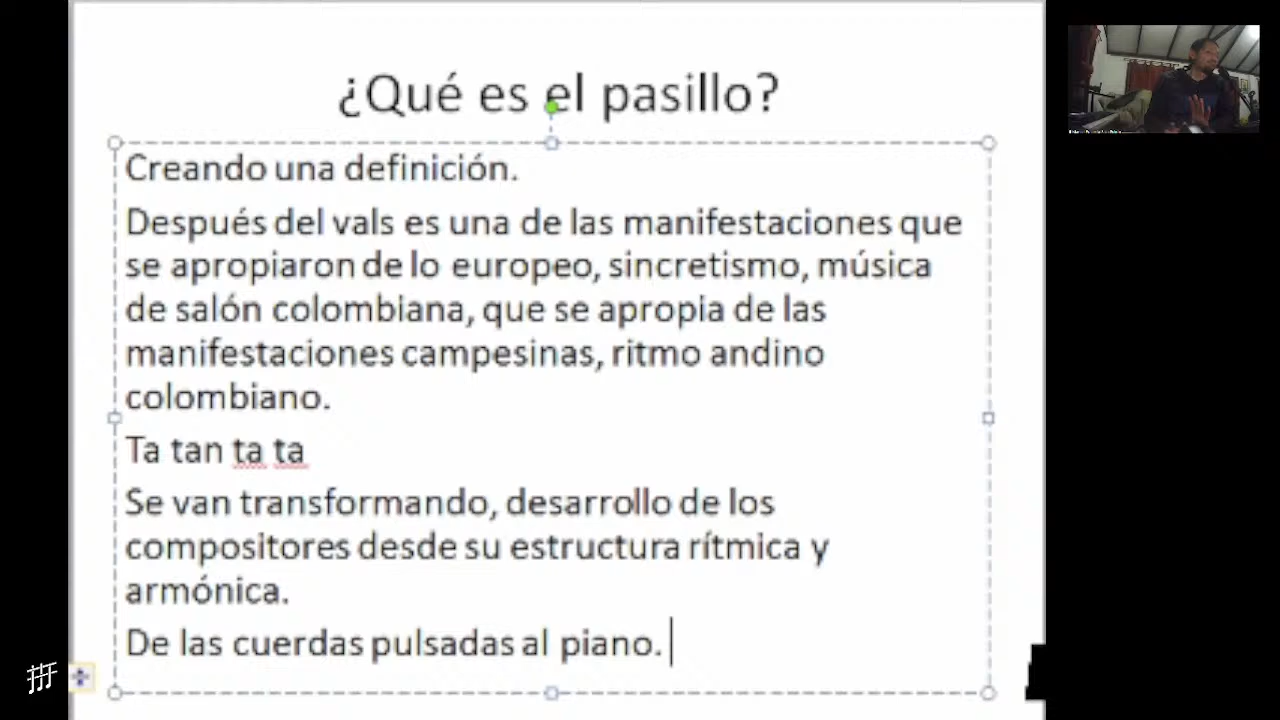 ¿Qué es el pasillo?
Creando una definición.
Después del vals es una de las manifestaciones que
se apropiaron de lo europeo, sincretismo, música
de salón colombiana, que se apropia de las
manifestaciones campesinas, ritmo andino
colombiano.
Ta tan ta ta
Se van transformando, desarrollo de los
compositores desde su estructura rítmica y
armónica.
De las cuerdas pulsadas al piano.